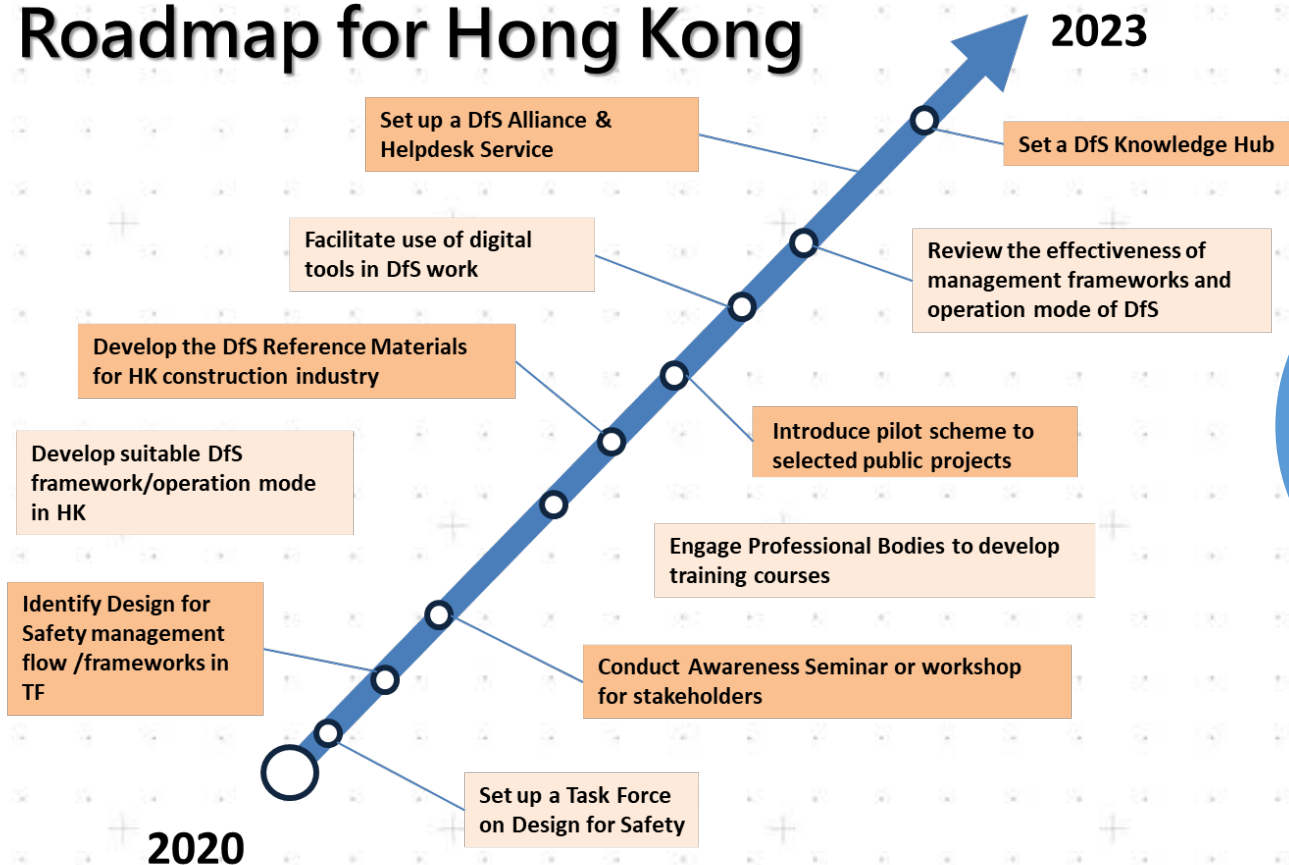 Roadmap for Hong Kong
2023
Set up a DfS Alliance &
Helpdesk Service
Set a DfS Knowledge Hub
Facilitate use of digital
tools in DfS work
Review the effectiveness of
management frameworks and
operation mode of DfS
Develop the DfS Reference Materials
for HK construction industry
Introduce pilot scheme to
selected public projects
Develop suitable DfS
framework/operation mode
in HK
Engage Professional Bodies to develop
training courses
Identify Design for
Safety management
flow /frameworks in
TF
Conduct Awareness Seminar or workshop
for stakeholders
Set up a Task Force
on Design for Safety
2020